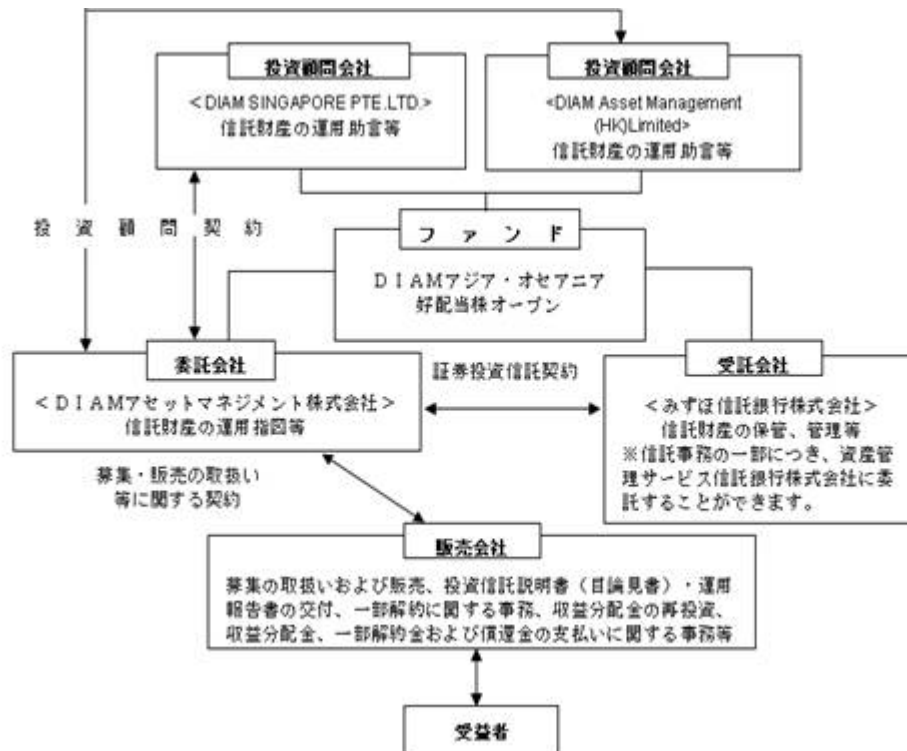 投資顧問会社
＜DIAM SINGAPORE PTE.LTD.＞
信託財産の運用助言等
投資顧問会社
<DIAM Asset Management
(HK)Limited>
信託財産の運用助言等
投資顧問契約
ファンド
ＤＩＡＭアジア・オセアニア
好配当株オープン
委託会社
＜ＤＩＡＭアセットマネジメント株式会社＞
信託財産の運用指図等
証券投資信託契約
受託会社
＜みずほ信託銀行株式会社＞
信託財産の保管、管理等
※信託事務の一部につき、資産管
理サービス信託銀行株式会社に委
託することができます。
募集・販売の取扱い
等に関する契約
販売会社
募集の取扱いおよび販売、投資信託説明書（目論見書）・運用
報告書の交付、一部解約に関する事務、収益分配金の再投資、
収益分配金、一部解約金および償還金の支払いに関する事務等
受益者